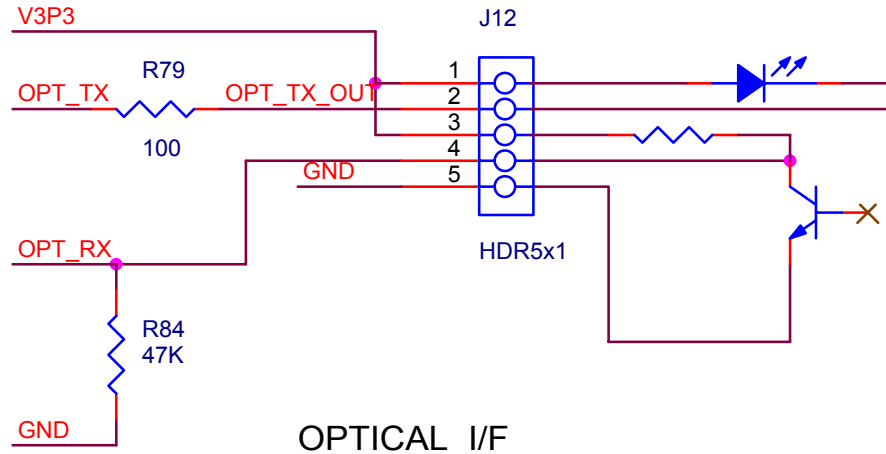 V3P3
J12
R79
OPT_TX
OPT_TX_OUT
100
1
2
3
4
5
GND
HDR5x1
OPT_RX
R84
47K
GND
OPTICAL I/F